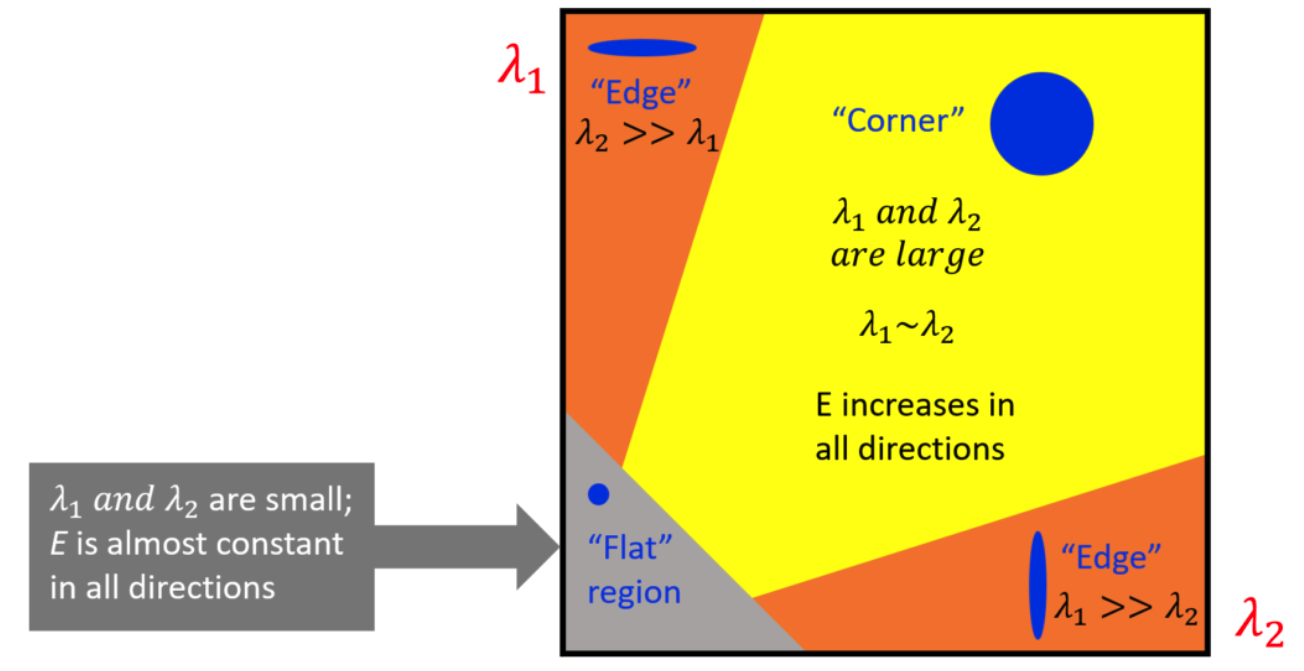 λ₁
“Edge”
λ₂ >> λ₁
“Corner”
λ₁ and λ₂
are large
λ₁~λ₂
E increases in
all directions
λ₁ and λ₂ are small;
E is almost constant
in all directions
“Flat”
region
“Edge”
λ₁ >> λ₂
λ₂